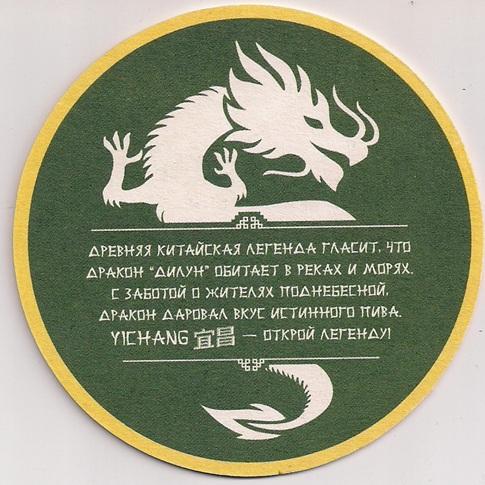 ДРЕВНЯЯ КИТАЙСКАЯ ЛЕГЕНДА ГЛАСИТ, ЧТО
ДРАКОН "ДИЛУН" ОБИТАЕТ В РЕКАХ И МОРЯХ.
С ЗАБОТОЙ О ЖИТЕЛЯХ ПОДНЕБЕСНОЙ,
ДРАКОН ДАРОВАЛ ВКУС ИСТИННОГО ПИВА.
YICHANG 宜昌 — ОТКРОЙ ЛЕГЕНДУ!